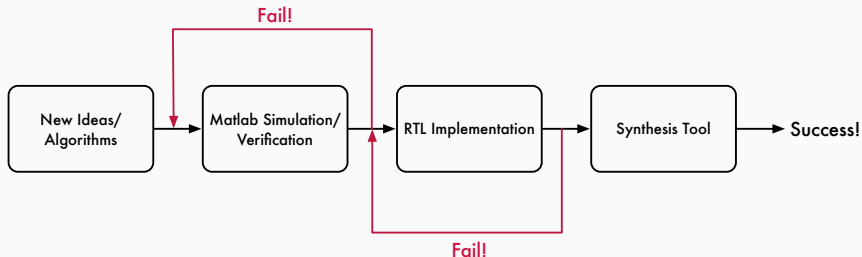 Fail!
New Ideas/
Algorithms
Matlab Simulation/
Verification
RTL Implementation
Synthesis Tool
Success!
Fail!